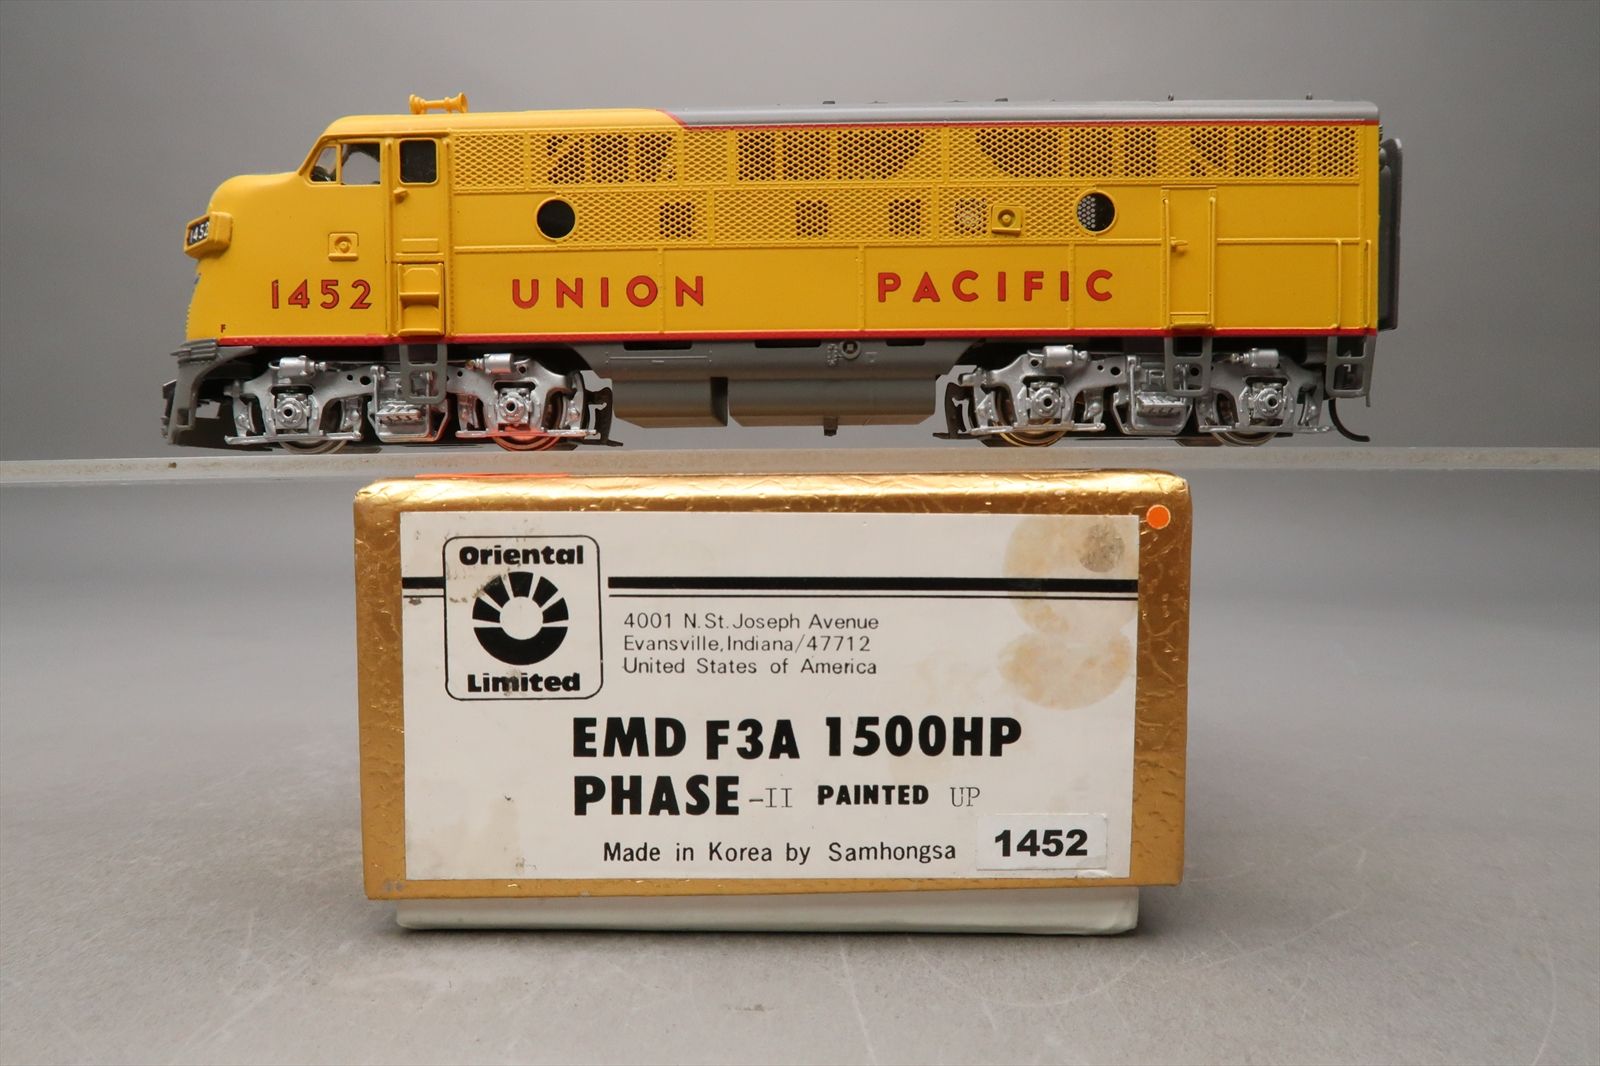 1452
1452
F
UNION PACIFIC
Oriental
Limited
4001 N. St. Joseph Avenue
Evansville, Indiana/47712
United States of America
EMD F3A 1500HP
PHASE -II PAINTED UP
Made in Korea by Samhongsa
1452